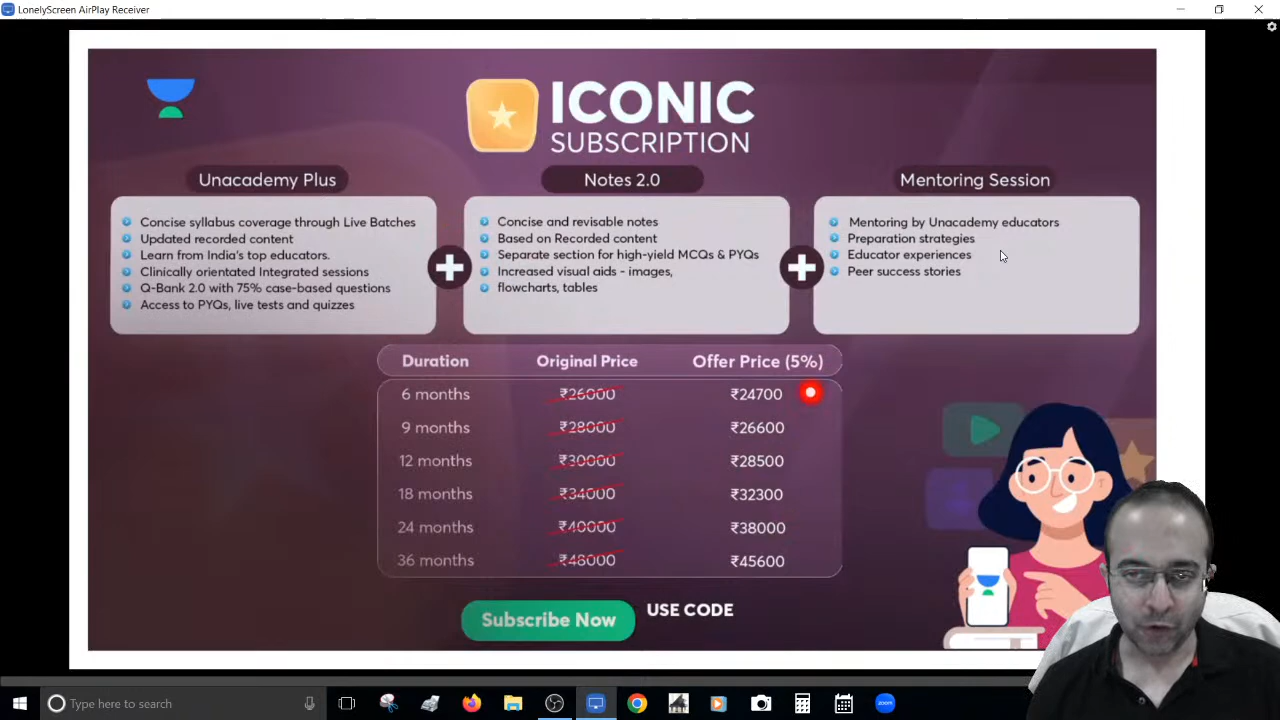 LonelyScreen AirPlay Receiver
ICONIC
SUBSCRIPTION
Unacademy Plus
Concise syllabus coverage through Live Batches
Updated recorded content
Learn from India's top educators.
Clinically orientated Integrated sessions
Q-Bank 2.0 with 75% case-based questions
Access to PYQs, live tests and quizzes
Notes 2.0
Concise and revisable notes
Based on Recorded content
Separate section for high-yield MCQs & PYQs
Increased visual aids - images,
flowcharts, tables
Mentoring Session
Mentoring by Unacademy educators
Preparation strategies
Educator experiences
Peer success stories
Duration Original Price Offer Price (5%)
6 months ₹26000 ₹24700
9 months ₹28000 ₹26600
12 months ₹30000 ₹28500
18 months ₹34000 ₹32300
24 months ₹40000 ₹38000
36 months ₹48000 ₹45600
Subscribe Now USE CODE
Type here to search
zoom